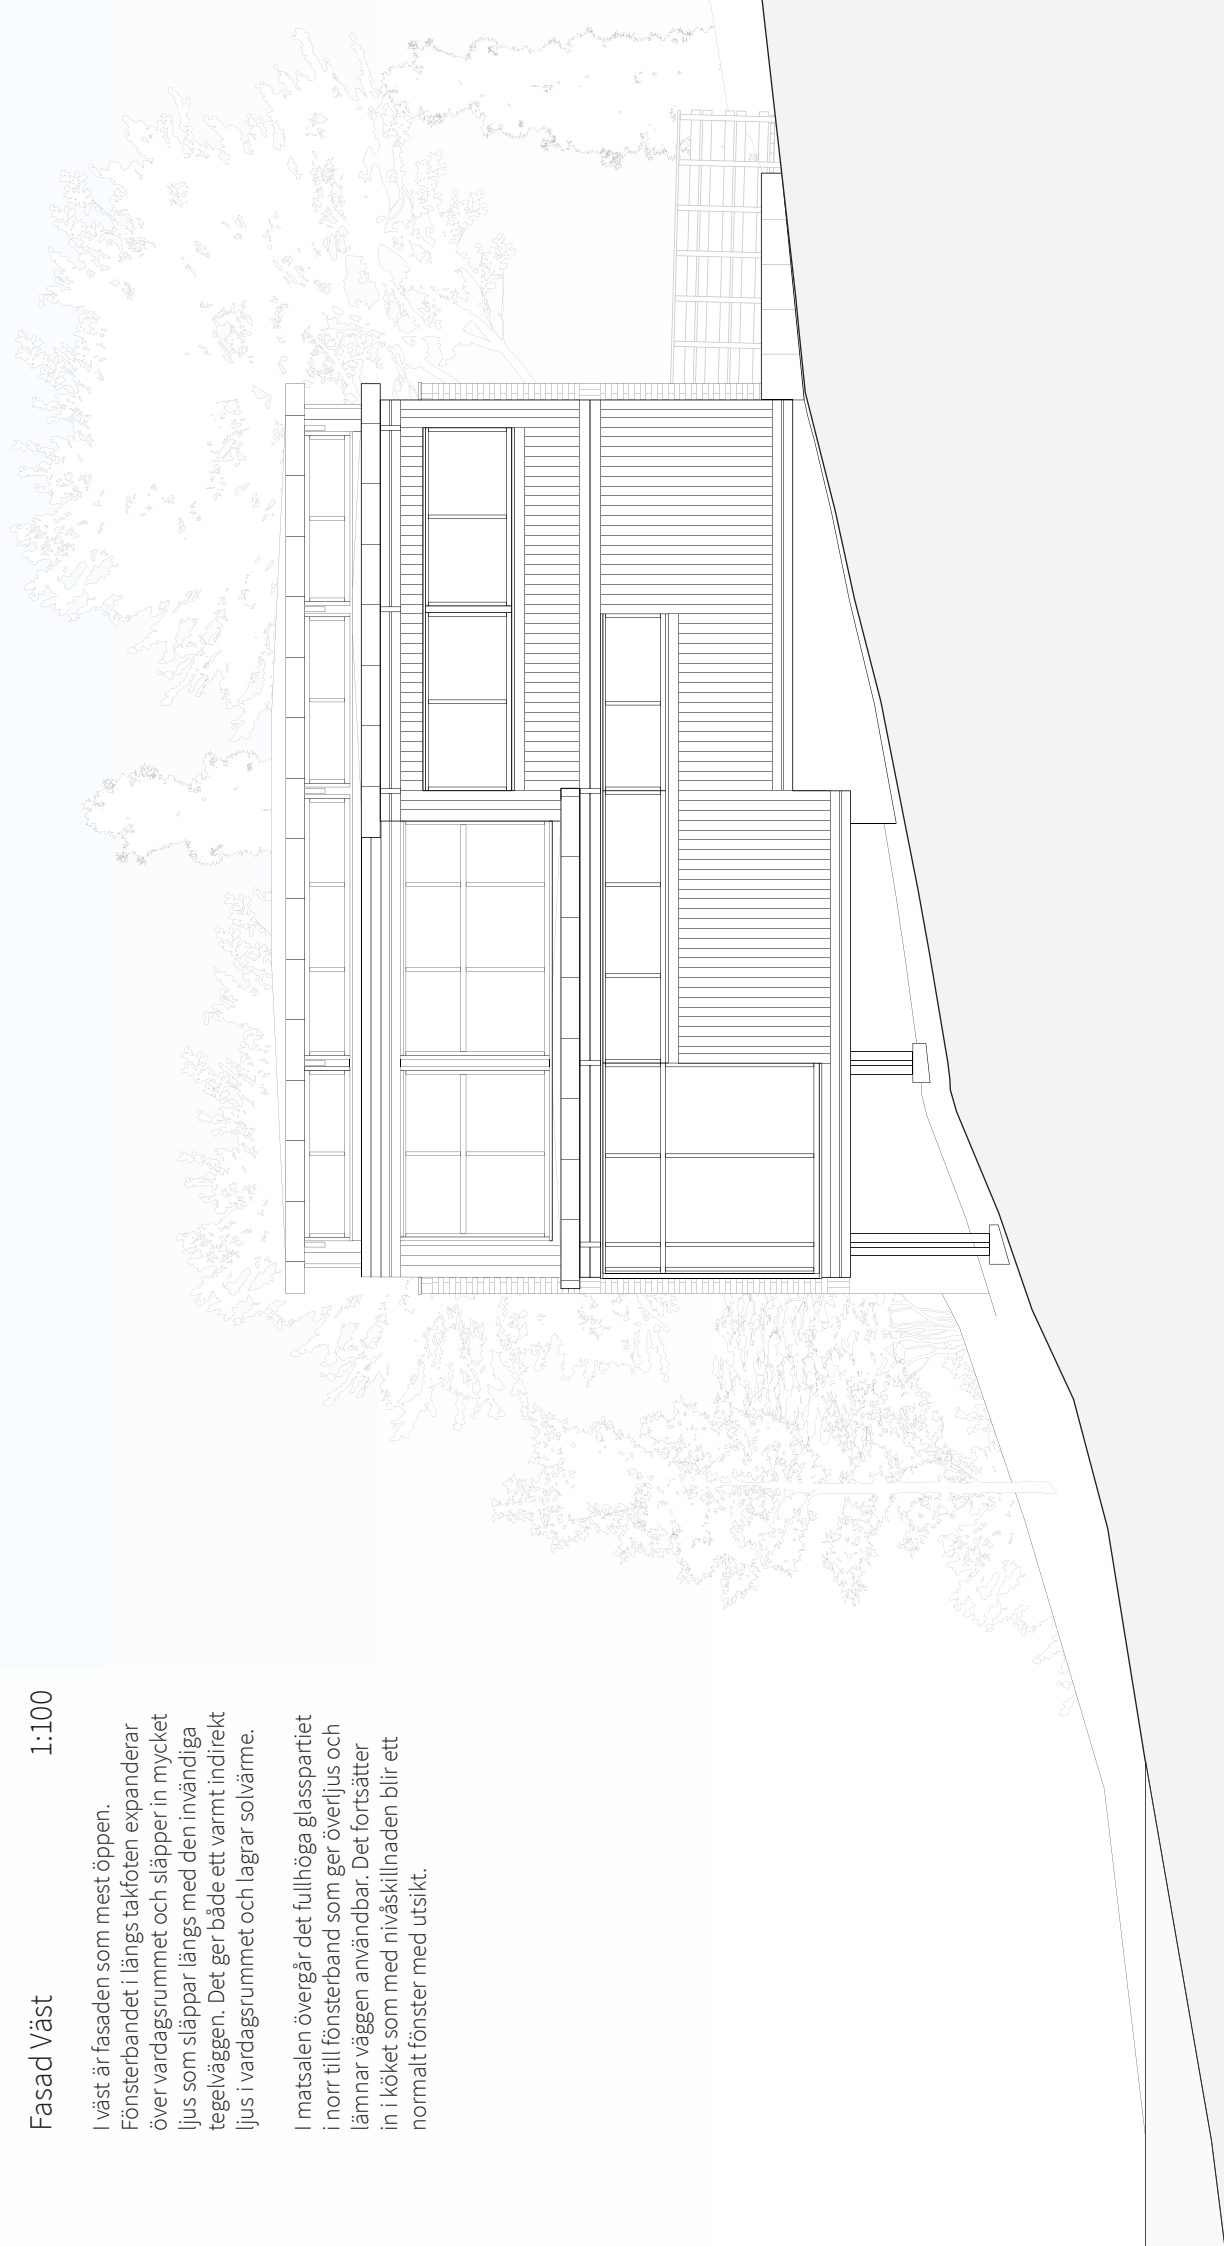 Fasad Väst 1:100
I väst är fasaden som mest öppen.
Fönsterbandet i längs takfoten expanderar
över vardagsrummet och släpper in mycket
ljus som släppar längs med den invändiga
tegelväggen. Det ger både ett varmt indirekt
ljus i vardagsrummet och lagrar solvärme.
I matsalen övergår det fullhöga glasspartiet
i norr till fönsterband som ger överljus och
lämnar väggen användbar. Det fortsätter
in i köket som med nivåskillnaden blir ett
normalt fönster med utsikt.